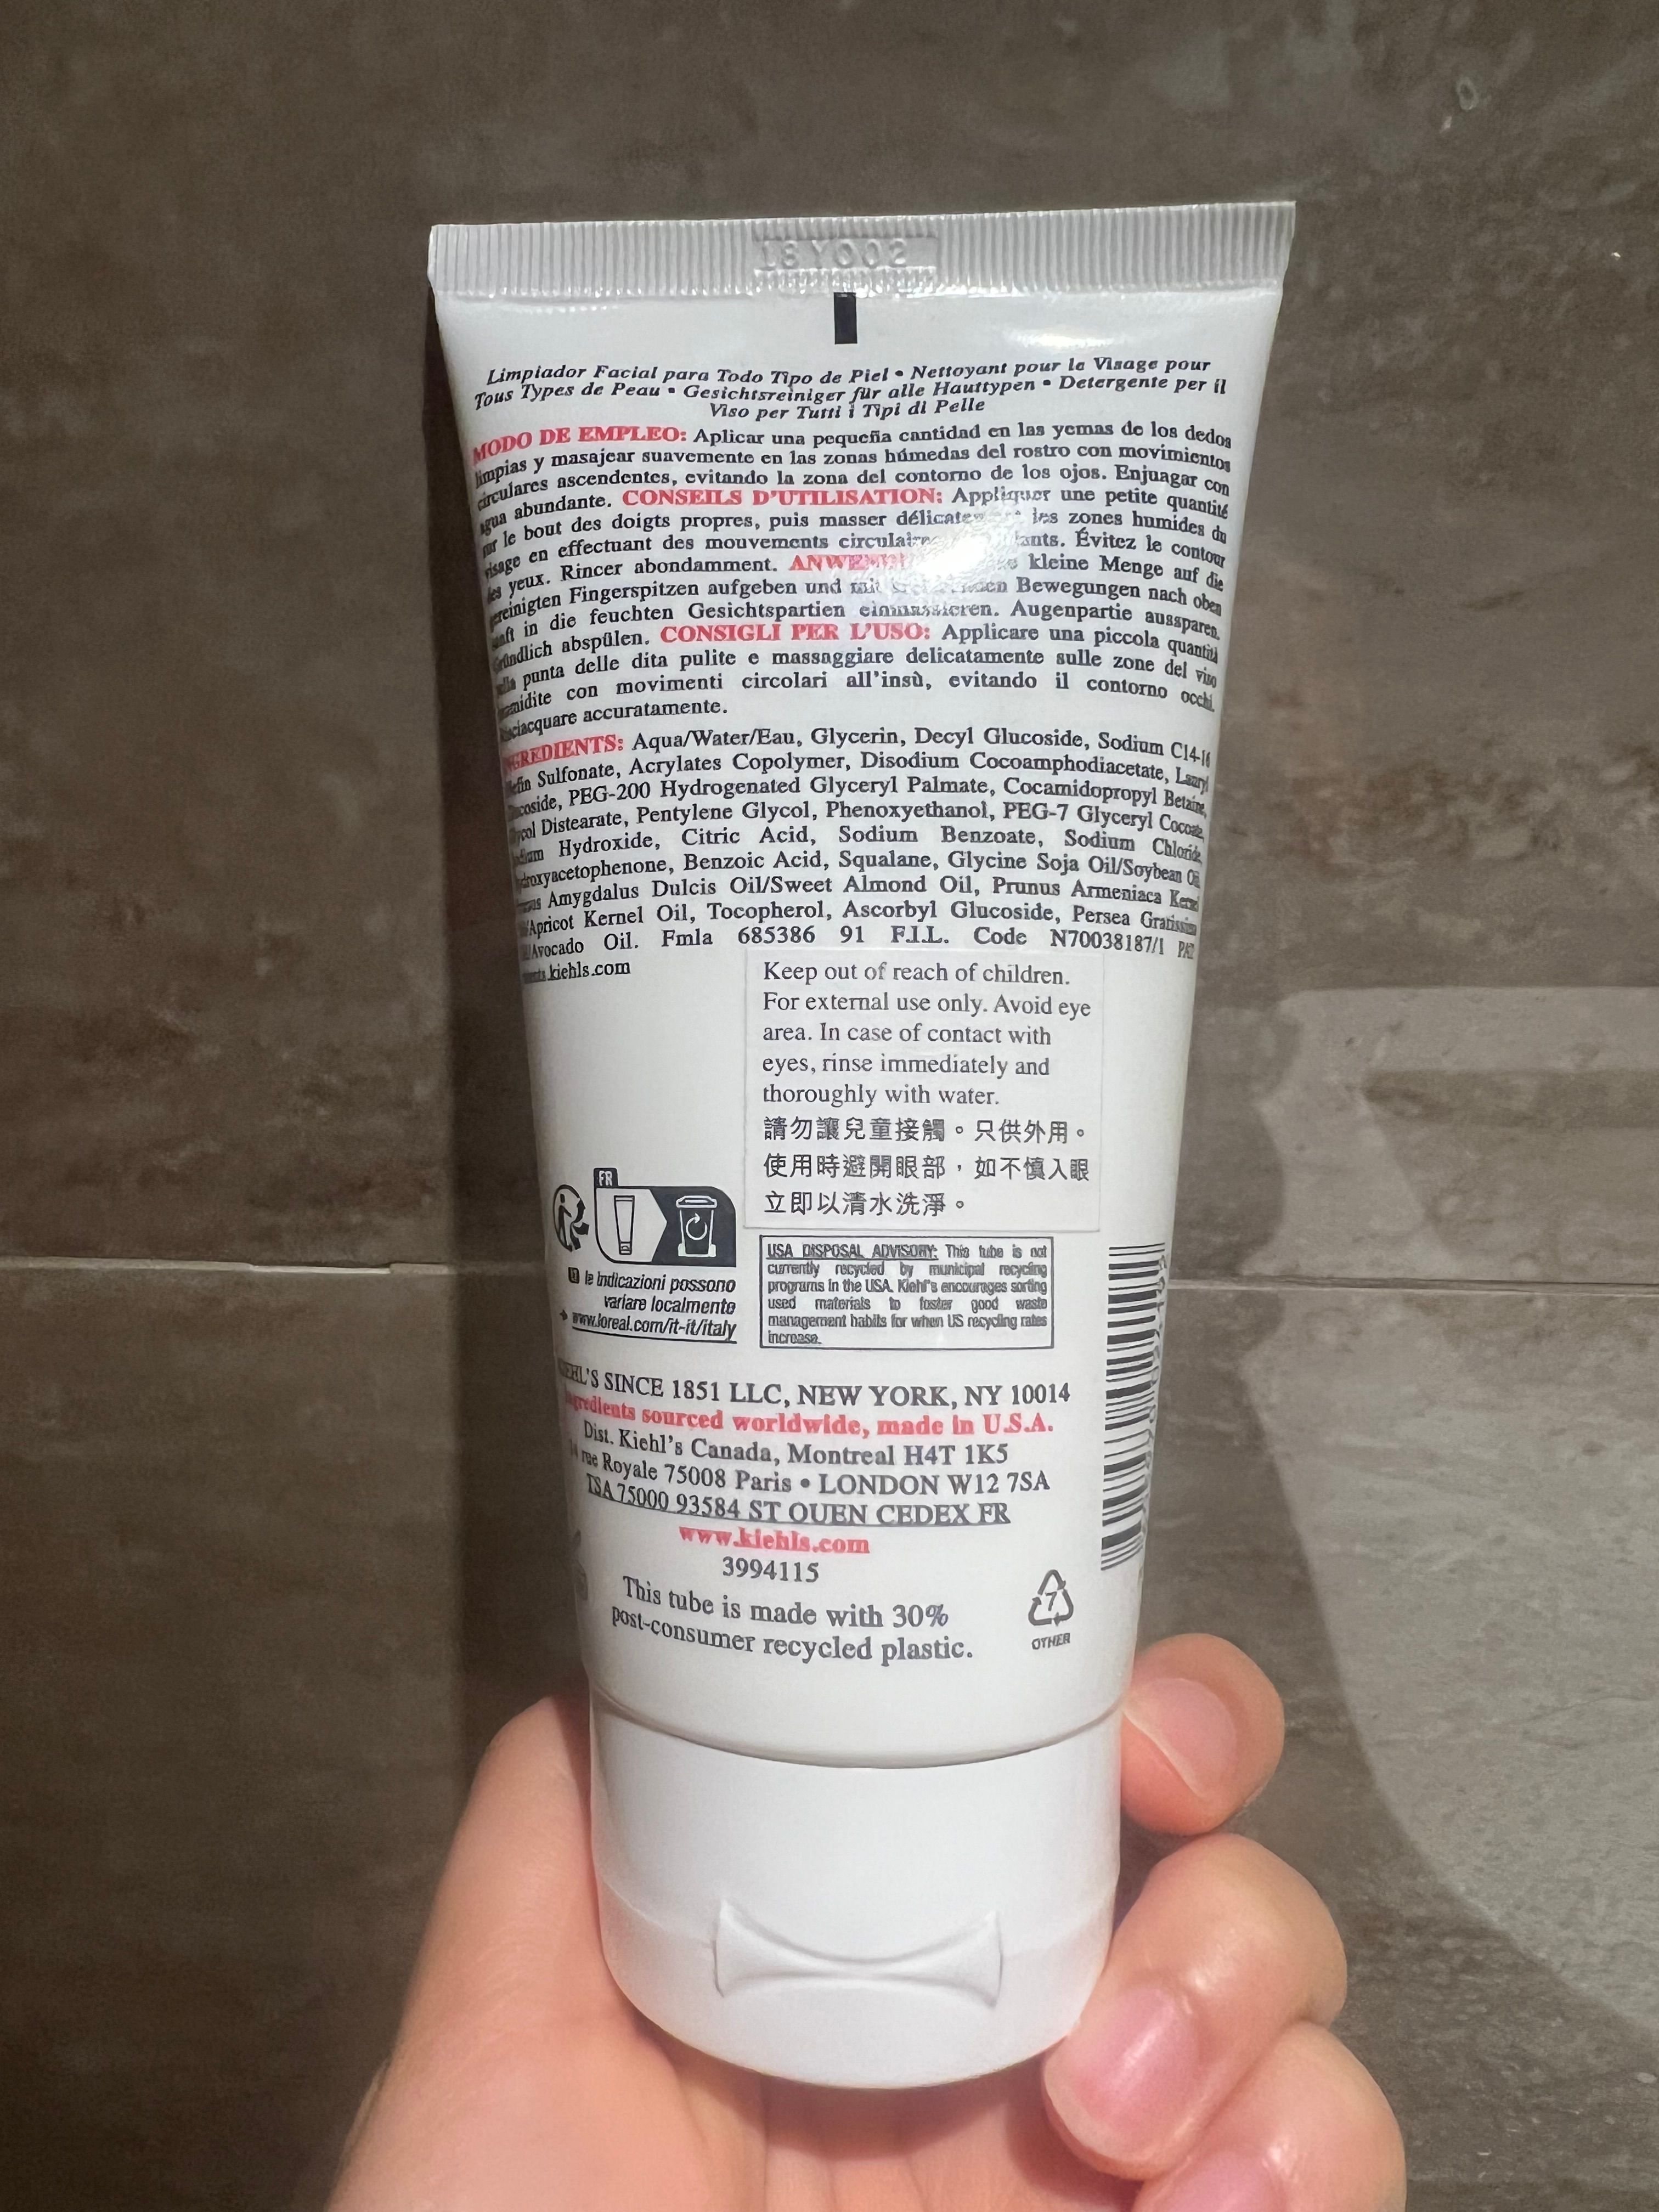 18Y002
Limpiador Facial para Todo Tipo de Piel • Nettoyant pour le Visage pour
Tous Types de Peau • Gesichtsreiniger für alle Hauttypen • Detergente per il
Viso per Tutti i Tipi di Pelle
MODO DE EMPLEO: Aplicar una pequeña cantidad en las yemas de los dedos
limpias y masajear suavemente en las zonas húmedas del rostro con movimientos
circulares ascendentes, evitando la zona del contorno de los ojos. Enjuagar con
agua abundante. CONSEILS D'UTILISATION: Appliquer une petite quantité
sur le bout des doigts propres, puis masser les zones humides du
visage en effectuant des mouvements Évitez le contour
des yeux. Rincer abondamment. kleine Menge auf die
gereinigten Fingerspitzen aufgeben und mit Bewegungen nach oben
sanft in die feuchten Gesichtspartien einmassieren. Augenpartie aussparen.
Gründlich abspülen. CONSIGLI PER L'USO: Applicare una piccola quantità
sulla punta delle dita pulite e massaggiare delicatamente sulle zone del viso
inumidite con movimenti circolari all'insù, evitando il contorno occhi.
Risciacquare accuratamente.
INGREDIENTS: Aqua/Water/Eau, Glycerin, Decyl Glucoside, Sodium C14-16
Olefin Sulfonate, Acrylates Copolymer, Disodium Cocoamphodiacetate, Lauryl
Glucoside, PEG-200 Hydrogenated Glyceryl Palmate, Cocamidopropyl Betaine,
Glycol Distearate, Pentylene Glycol, Phenoxyethanol, PEG-7 Glyceryl Cocoate,
Sodium Hydroxide, Citric Acid, Sodium Benzoate, Sodium Chloride,
Hydroxyacetophenone, Benzoic Acid, Squalane, Glycine Soja Oil/Soybean Oil,
Prunus Amygdalus Dulcis Oil/Sweet Almond Oil, Prunus Armeniaca Kernel
Oil/Apricot Kernel Oil, Tocopherol, Ascorbyl Glucoside, Persea Gratissima
Oil/Avocado Oil. Fmla 685386 91 F.I.L. Code N70038187/1
.kiehls.com
Keep out of reach of children.
For external use only. Avoid eye
area. In case of contact with
eyes, rinse immediately and
thoroughly with water.
請勿讓兒童接觸。只供外用。
使用時避開眼部，如不慎入眼
立即以清水洗淨。
FR
le indicazioni possono
variare localmente
www.loreal.com/it-it/italy
USA DISPOSAL ADVISORY: This tube is not
currently recycled by municipal recycling
programs in the USA. Kiehl's encourages sorting
used materials to foster good waste
management habits for when US recycling rates
increase.
KIEHL'S SINCE 1851 LLC, NEW YORK, NY 10014
Ingredients sourced worldwide, made in U.S.A.
Dist. Kiehl's Canada, Montreal H4T 1K5
rue Royale 75008 Paris • LONDON W12 7SA
TSA 75000 93584 ST OUEN CEDEX FR
www.kiehls.com
3994115
This tube is made with 30%
post-consumer recycled plastic.
7
OTHER